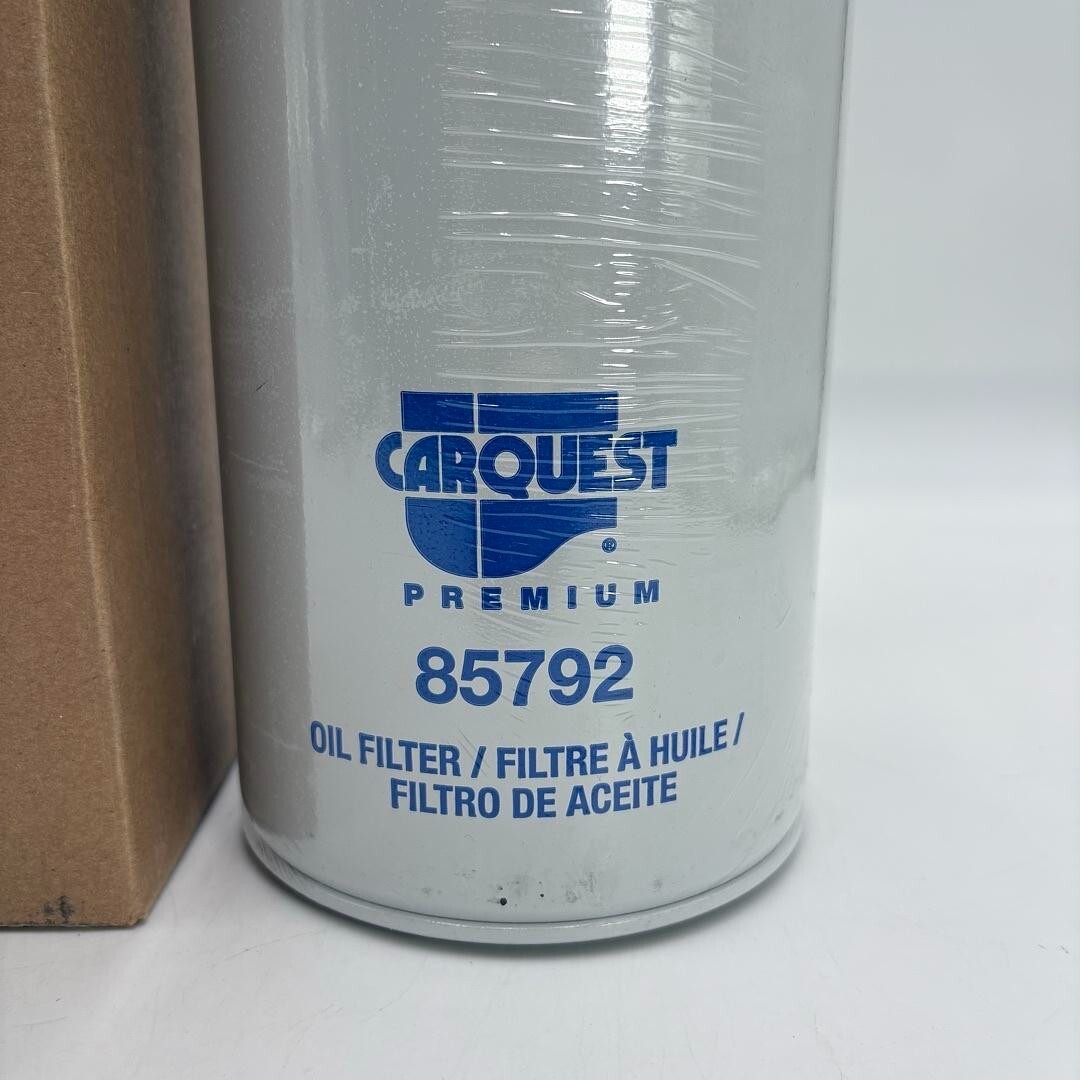 CARQUEST
®
PREMIUM
85792
OIL FILTER / FILTRE À HUILE /
FILTRO DE ACEITE